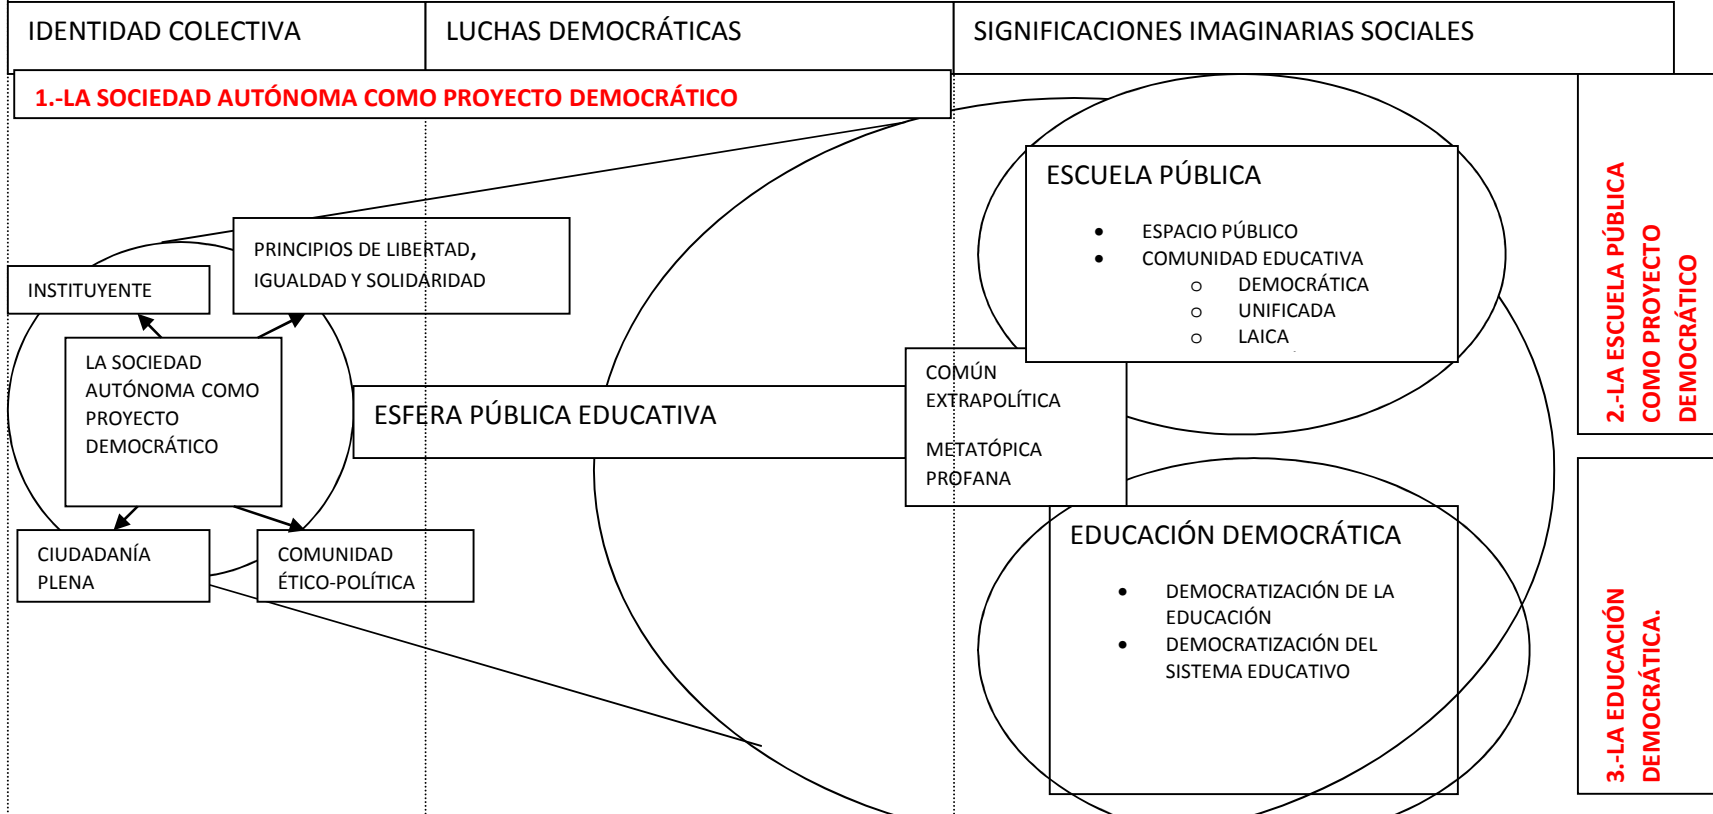 IDENTIDAD COLECTIVA
LUCHAS DEMOCRÁTICAS
SIGNIFICACIONES IMAGINARIAS SOCIALES
1.-LA SOCIEDAD AUTÓNOMA COMO PROYECTO DEMOCRÁTICO
PRINCIPIOS DE LIBERTAD,
IGUALDAD Y SOLIDARIDAD
INSTITUYENTE
LA SOCIEDAD
AUTÓNOMA COMO
PROYECTO
DEMOCRÁTICO
CIUDADANÍA
PLENA
COMUNIDAD
ÉTICO-POLÍTICA
ESFERA PÚBLICA EDUCATIVA
COMÚN
EXTRAPOLÍTICA
METATÓPICA
PROFANA
ESCUELA PÚBLICA
• ESPACIO PÚBLICO
• COMUNIDAD EDUCATIVA
o DEMOCRÁTICA
o UNIFICADA
o LAICA
EDUCACIÓN DEMOCRÁTICA
• DEMOCRATIZACIÓN DE LA
EDUCACIÓN
• DEMOCRATIZACIÓN DEL
SISTEMA EDUCATIVO
2.-LA ESCUELA PÚBLICA
COMO PROYECTO
DEMOCRÁTICO
3.-LA EDUCACIÓN
DEMOCRÁTICA.